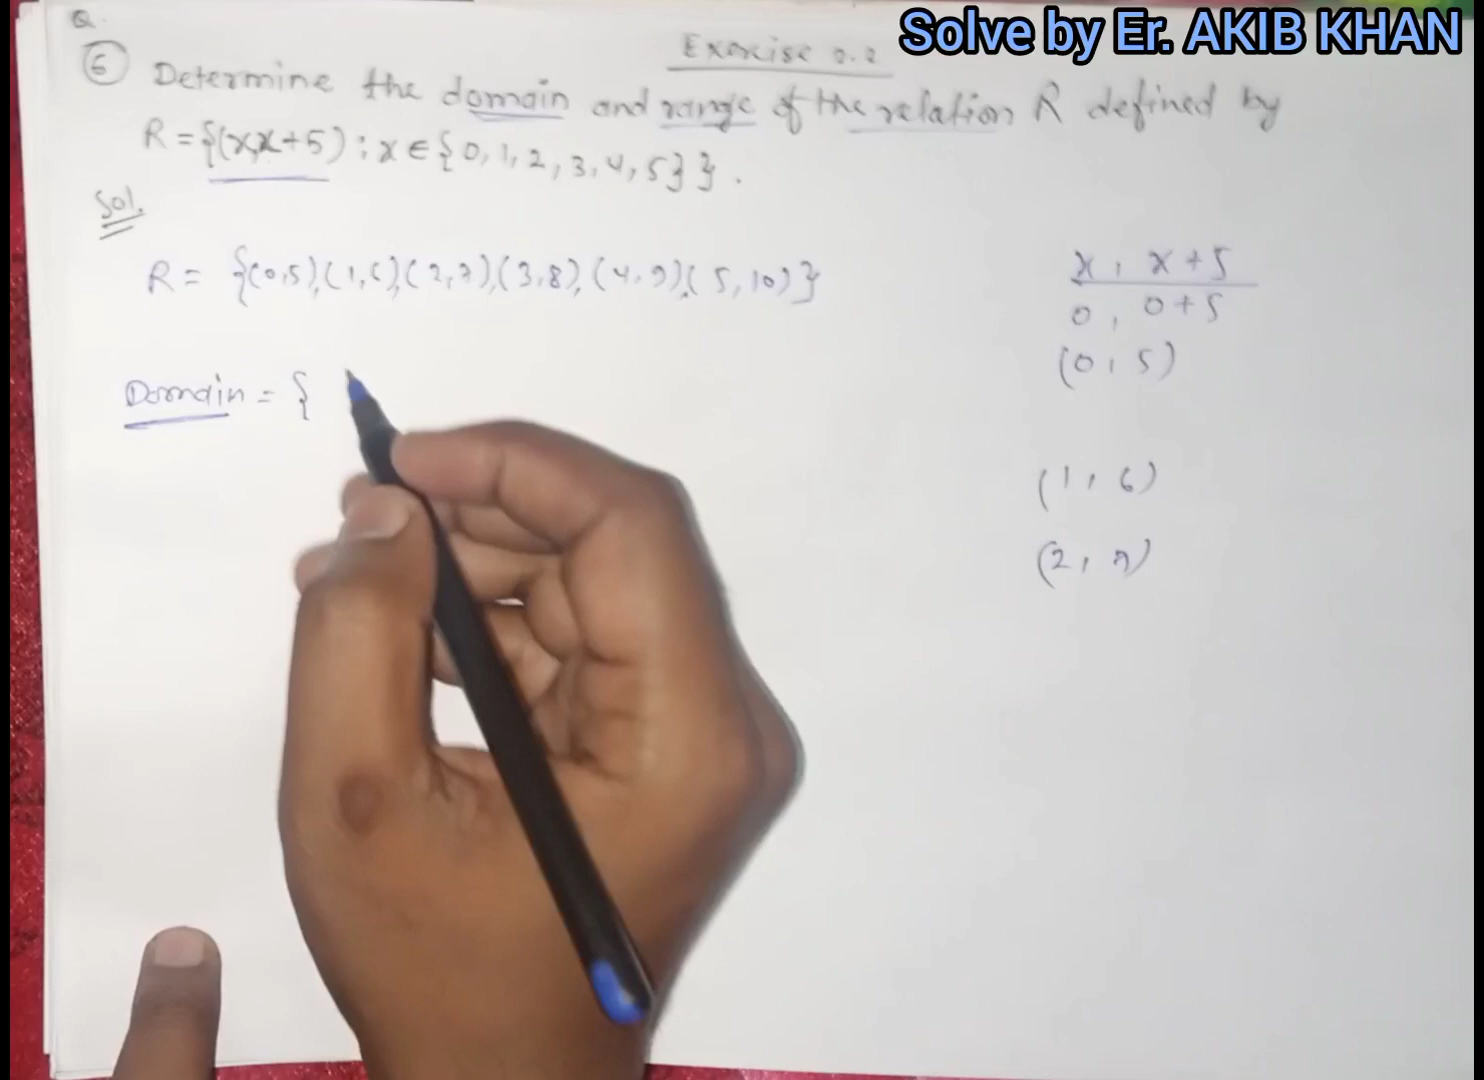 Q.
Solve by Er. AKIB KHAN
Exercise 2.2
6 Determine the domain and range of the relation R defined by
R = {(x,x+5) : x ∈ {0, 1, 2, 3, 4, 5} } .
Sol.
R = {(0,5),(1,6),(2,7),(3,8),(4,9),(5,10)}
x , x+5
0 , 0+5
(0, 5)
Domain = {
(1, 6)
(2, 7)